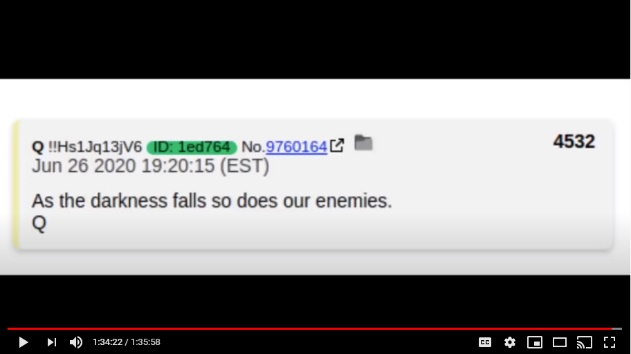 Q !!Hs1Jq13jV6 ID: 1ed764 No.9760164 4532
Jun 26 2020 19:20:15 (EST)
As the darkness falls so does our enemies.
Q
1:34:22 / 1:35:58
CC